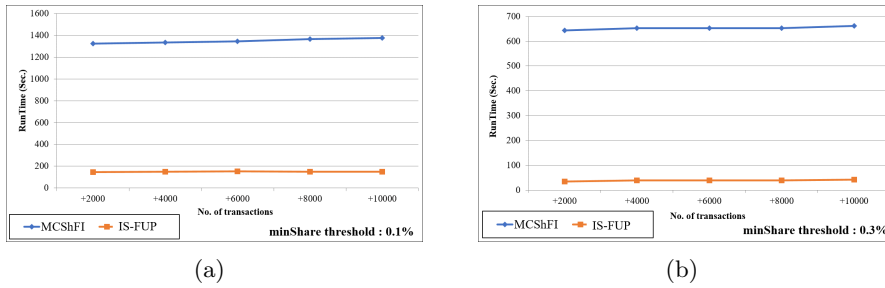 1600
1400
1200
1000
800
600
400
200
0
RunTime (Sec.)
+2000 +4000 +6000 +8000 +10000
No. of transactions
MCShFI IS-FUP
minShare threshold : 0.1%
(a)
700
600
500
400
300
200
100
0
RunTime (Sec.)
+2000 +4000 +6000 +8000 +10000
No. of transactions
MCShFI IS-FUP
minShare threshold : 0.3%
(b)